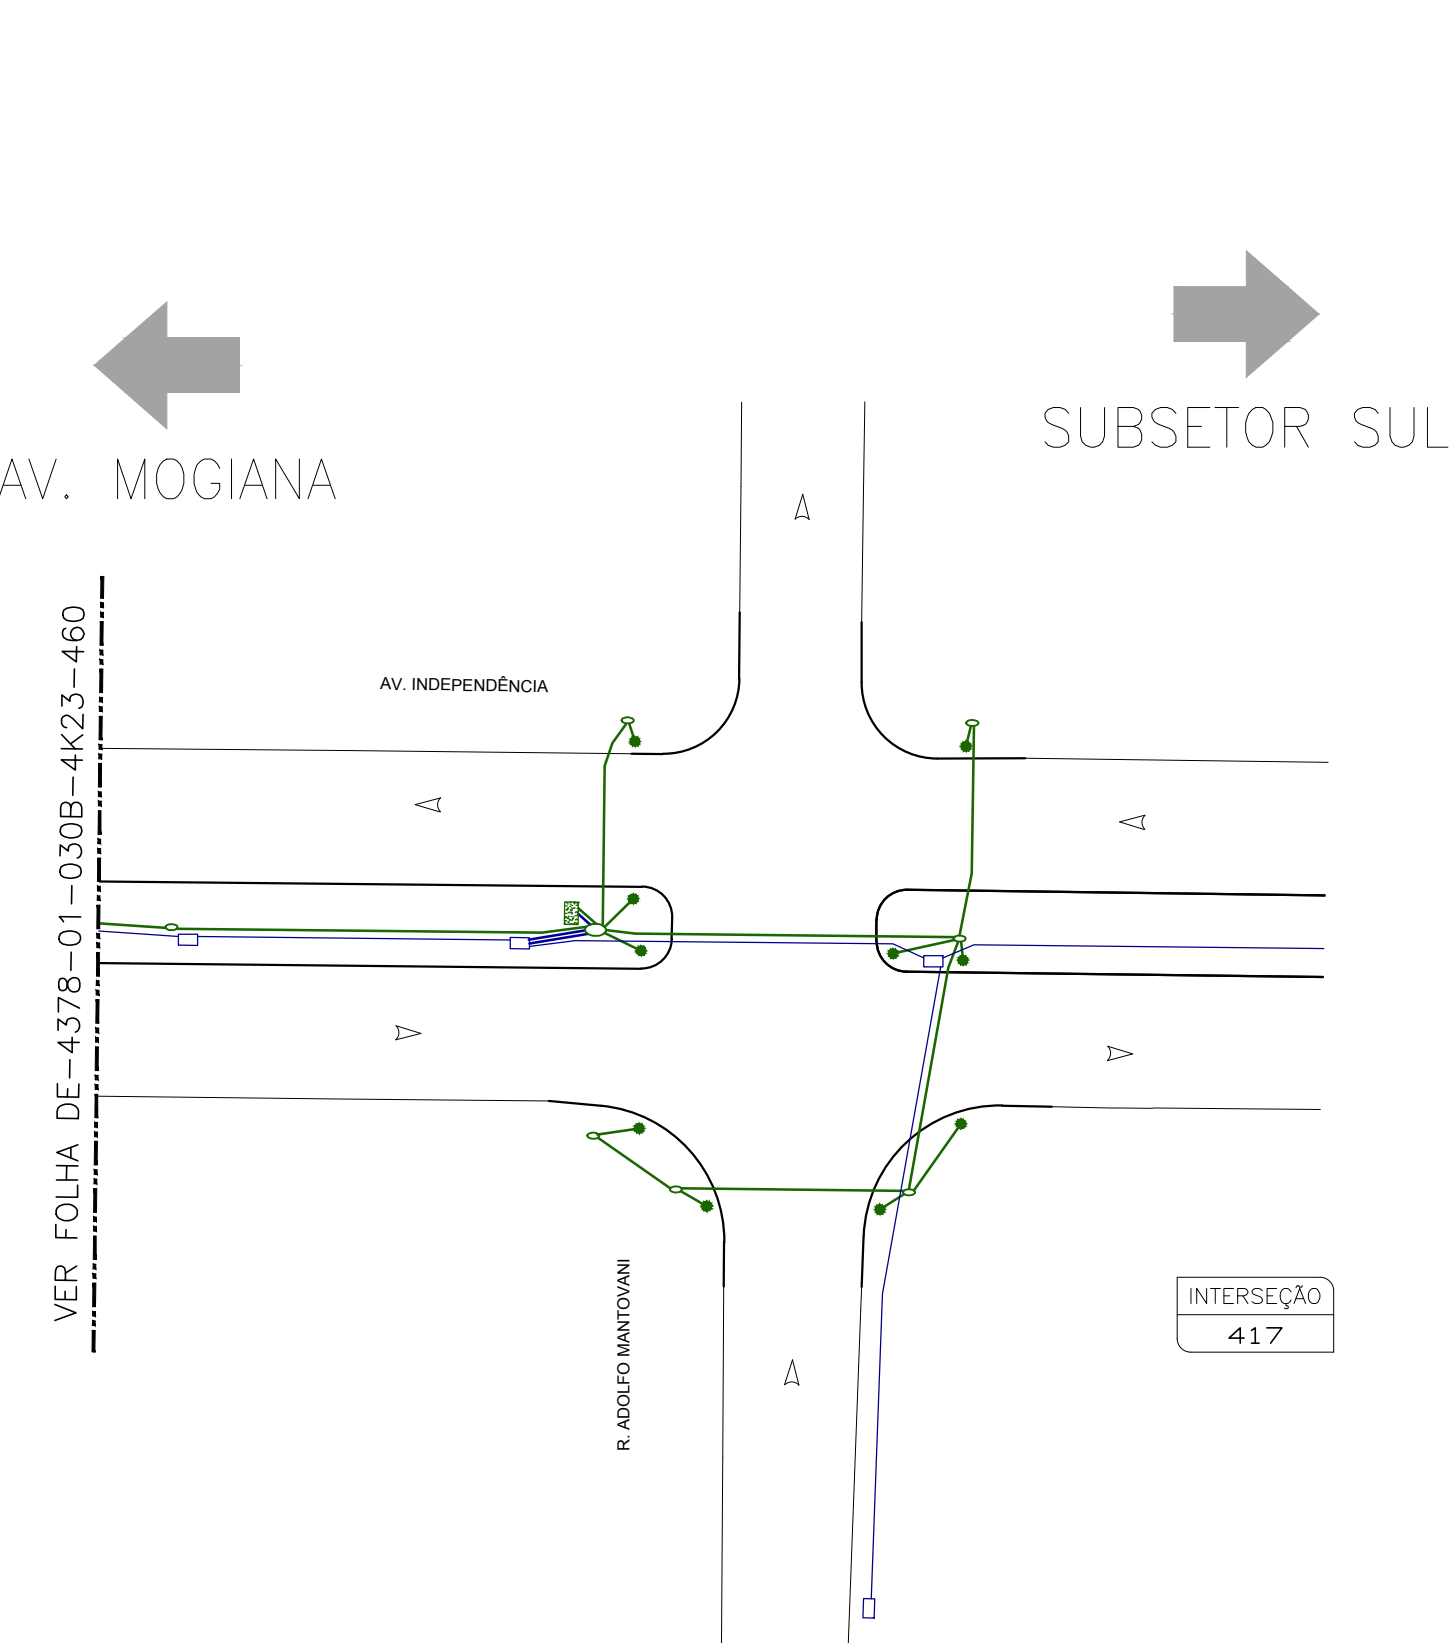 SUBSETOR SUL
AV. MOGIANA
VER FOLHA DE-4378-01-030B-4K23-460
AV. INDEPENDÊNCIA
R. ADOLFO MANTOVANI
INTERSEÇÃO
417